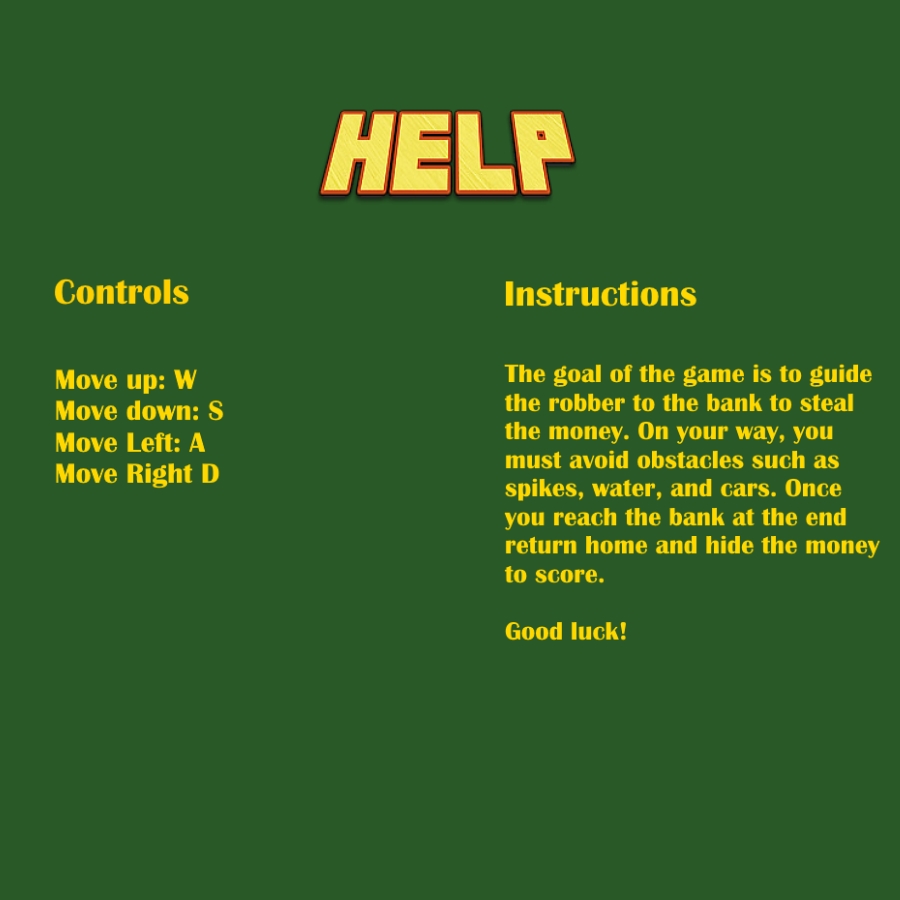 HELP
Controls
Move up: W
Move down: S
Move Left: A
Move Right D
Instructions
The goal of the game is to guide
the robber to the bank to steal
the money. On your way, you
must avoid obstacles such as
spikes, water, and cars. Once
you reach the bank at the end
return home and hide the money
to score.
Good luck!